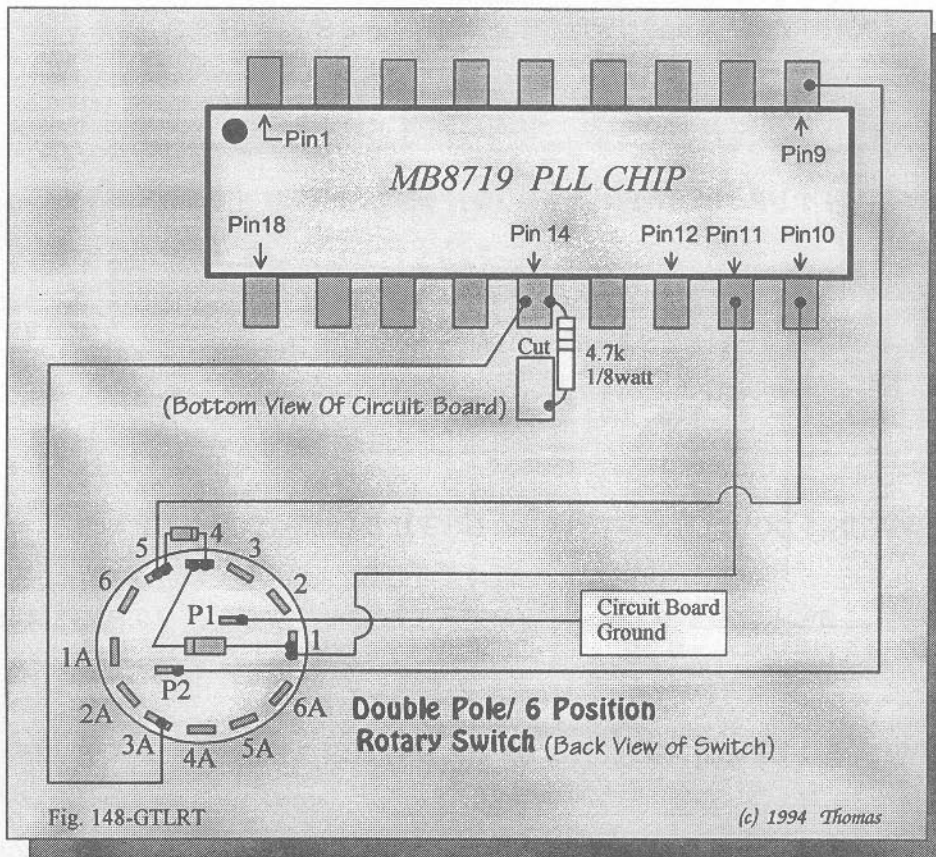 Pin1
Pin9
MB8719 PLL CHIP
Pin18
Pin 14
Pin12
Pin11
Pin10
Cut
4.7k
1/8watt
(Bottom View Of Circuit Board)
5
4
3
6
2
P1
1
Circuit Board
Ground
1A
P2
2A
6A
3A
4A
5A
Double Pole/ 6 Position
Rotary Switch (Back View of Switch)
Fig. 148-GTLRT
(c) 1994 Thomas